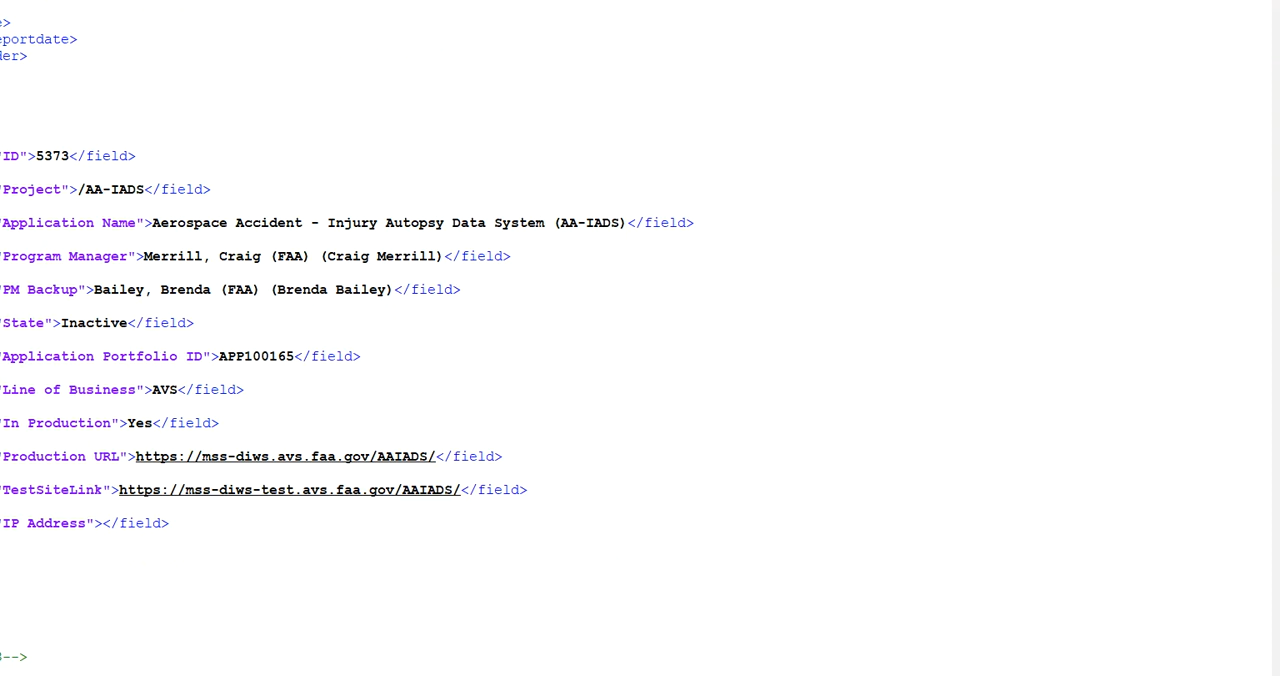 e>
eportdate>
der>
"ID">5373</field>
"Project">/AA-IADS</field>
"Application Name">Aerospace Accident - Injury Autopsy Data System (AA-IADS)</field>
"Program Manager">Merrill, Craig (FAA) (Craig Merrill)</field>
"PM Backup">Bailey, Brenda (FAA) (Brenda Bailey)</field>
"State">Inactive</field>
"Application Portfolio ID">APP100165</field>
"Line of Business">AVS</field>
"In Production">Yes</field>
"Production URL">https://mss-diws.avs.faa.gov/AAIADS/</field>
"TestSiteLink">https://mss-diws-test.avs.faa.gov/AAIADS/</field>
"IP Address"></field>
-->